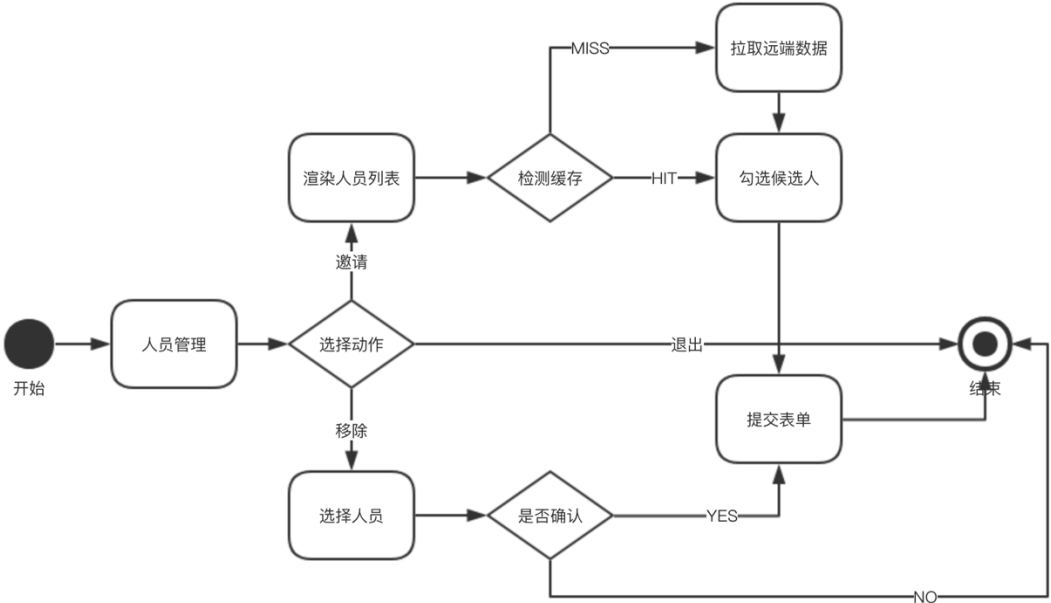 MISS
拉取远端数据
渲染人员列表
检测缓存
HIT
勾选候选人
邀请
开始
人员管理
选择动作
退出
结束
移除
提交表单
选择人员
是否确认
YES
NO